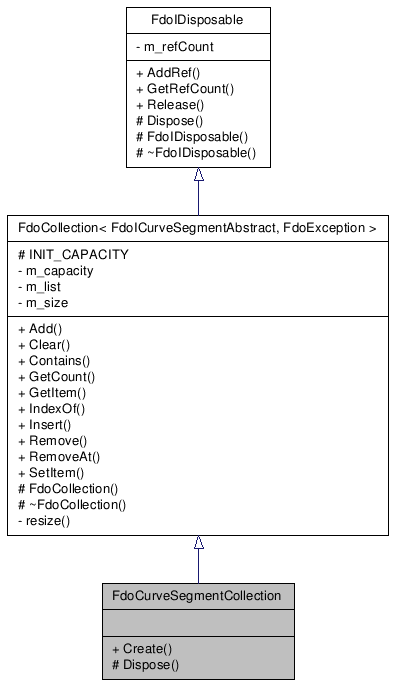 FdoIDisposable
- m_refCount
+ AddRef()
+ GetRefCount()
+ Release()
# Dispose()
# FdoIDisposable()
# ~FdoIDisposable()
FdoCollection< FdoICurveSegmentAbstract, FdoException >
# INIT_CAPACITY
- m_capacity
- m_list
- m_size
+ Add()
+ Clear()
+ Contains()
+ GetCount()
+ GetItem()
+ IndexOf()
+ Insert()
+ Remove()
+ RemoveAt()
+ SetItem()
# FdoCollection()
# ~FdoCollection()
- resize()
FdoCurveSegmentCollection
+ Create()
# Dispose()